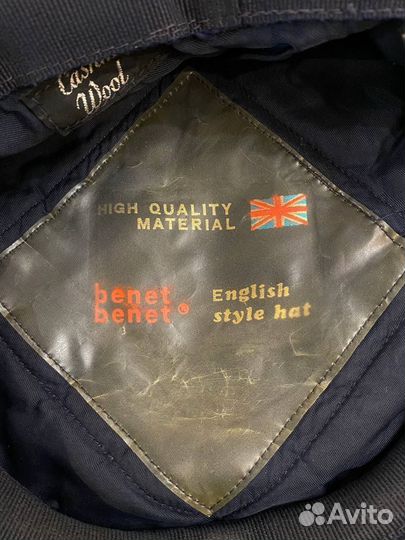 Wool
HIGH QUALITY
MATERIAL
benet
benet®
English
style hat
Avito